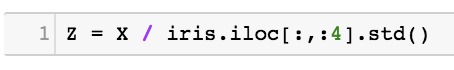 1 Z = X / iris.iloc[:,:4].std()